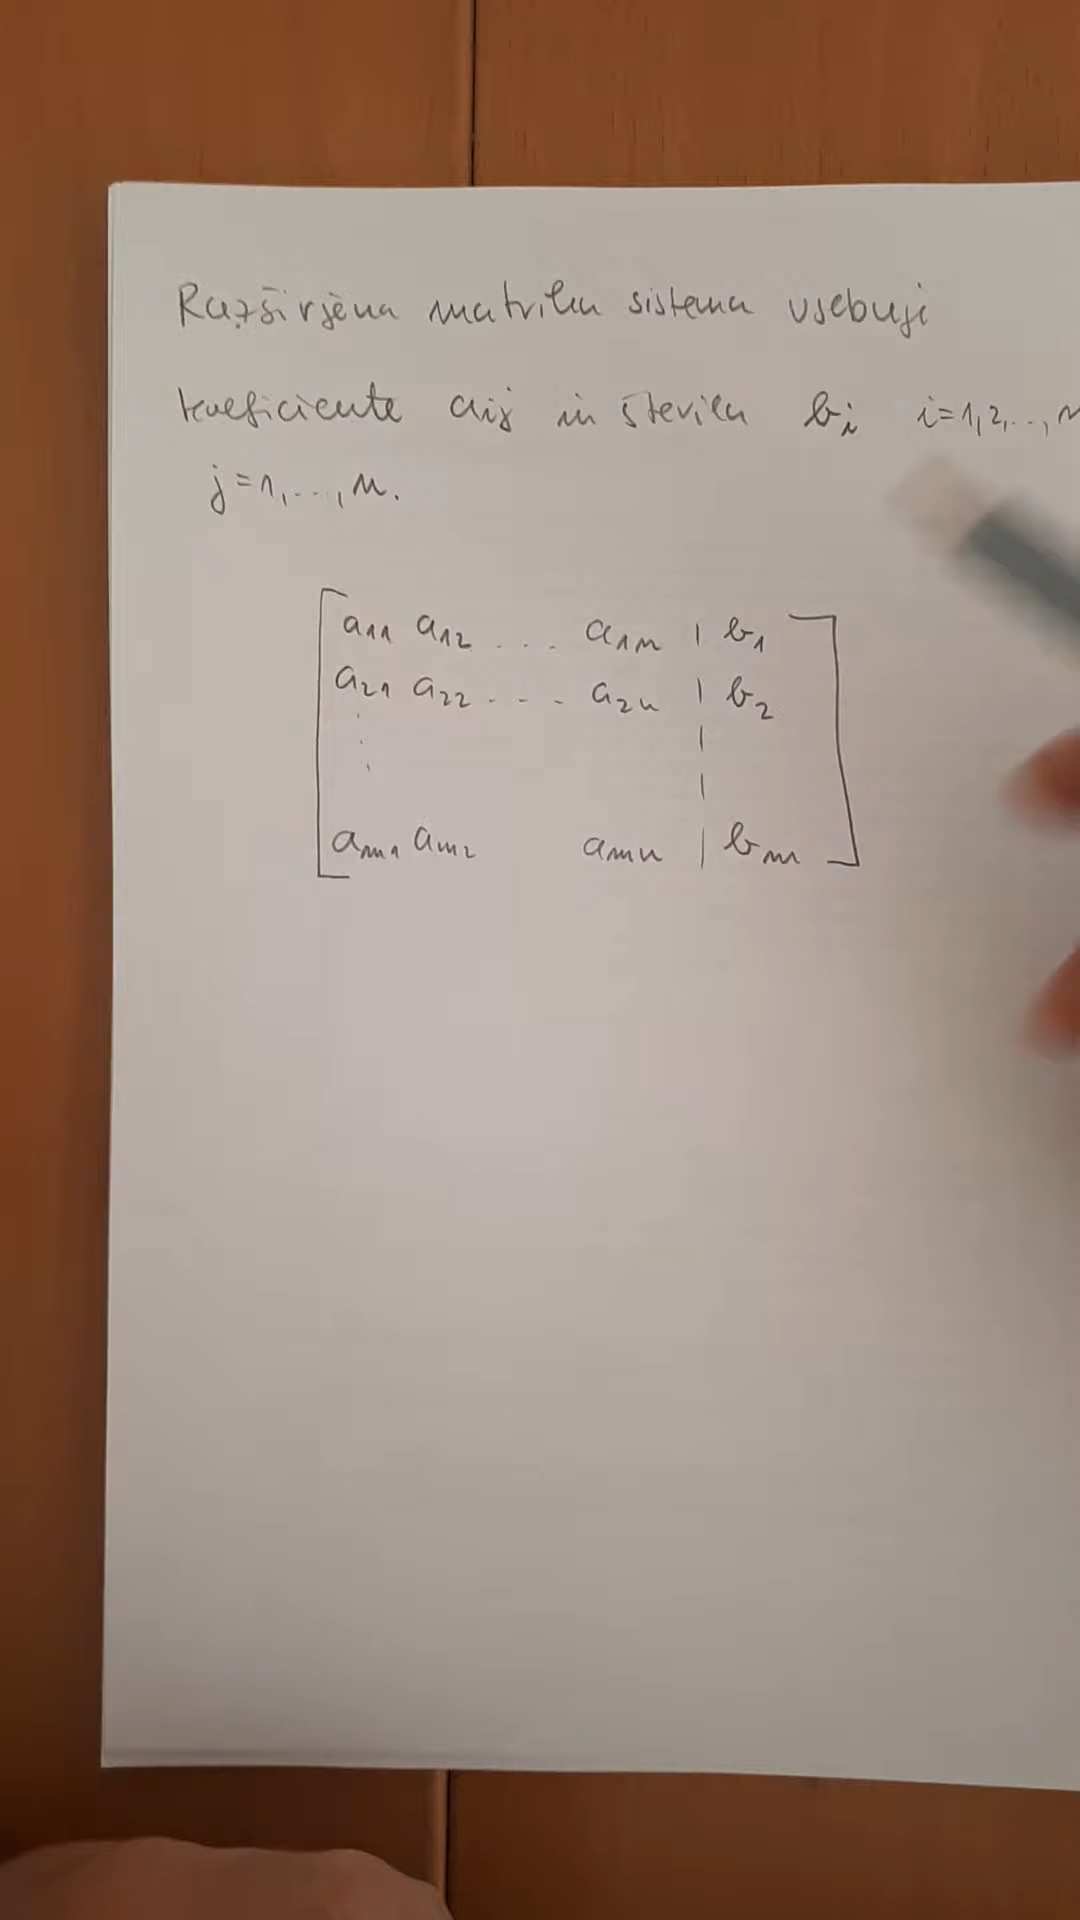 Razširjena matrika sistema vsebuje
koeficiente aij in števila bi i=1,2,...,m
j=1,...,n.
a11 a12 ... a1n | b1
a21 a22 ... a2n | b2
⋮ |
|
am1 am2 amn | bm